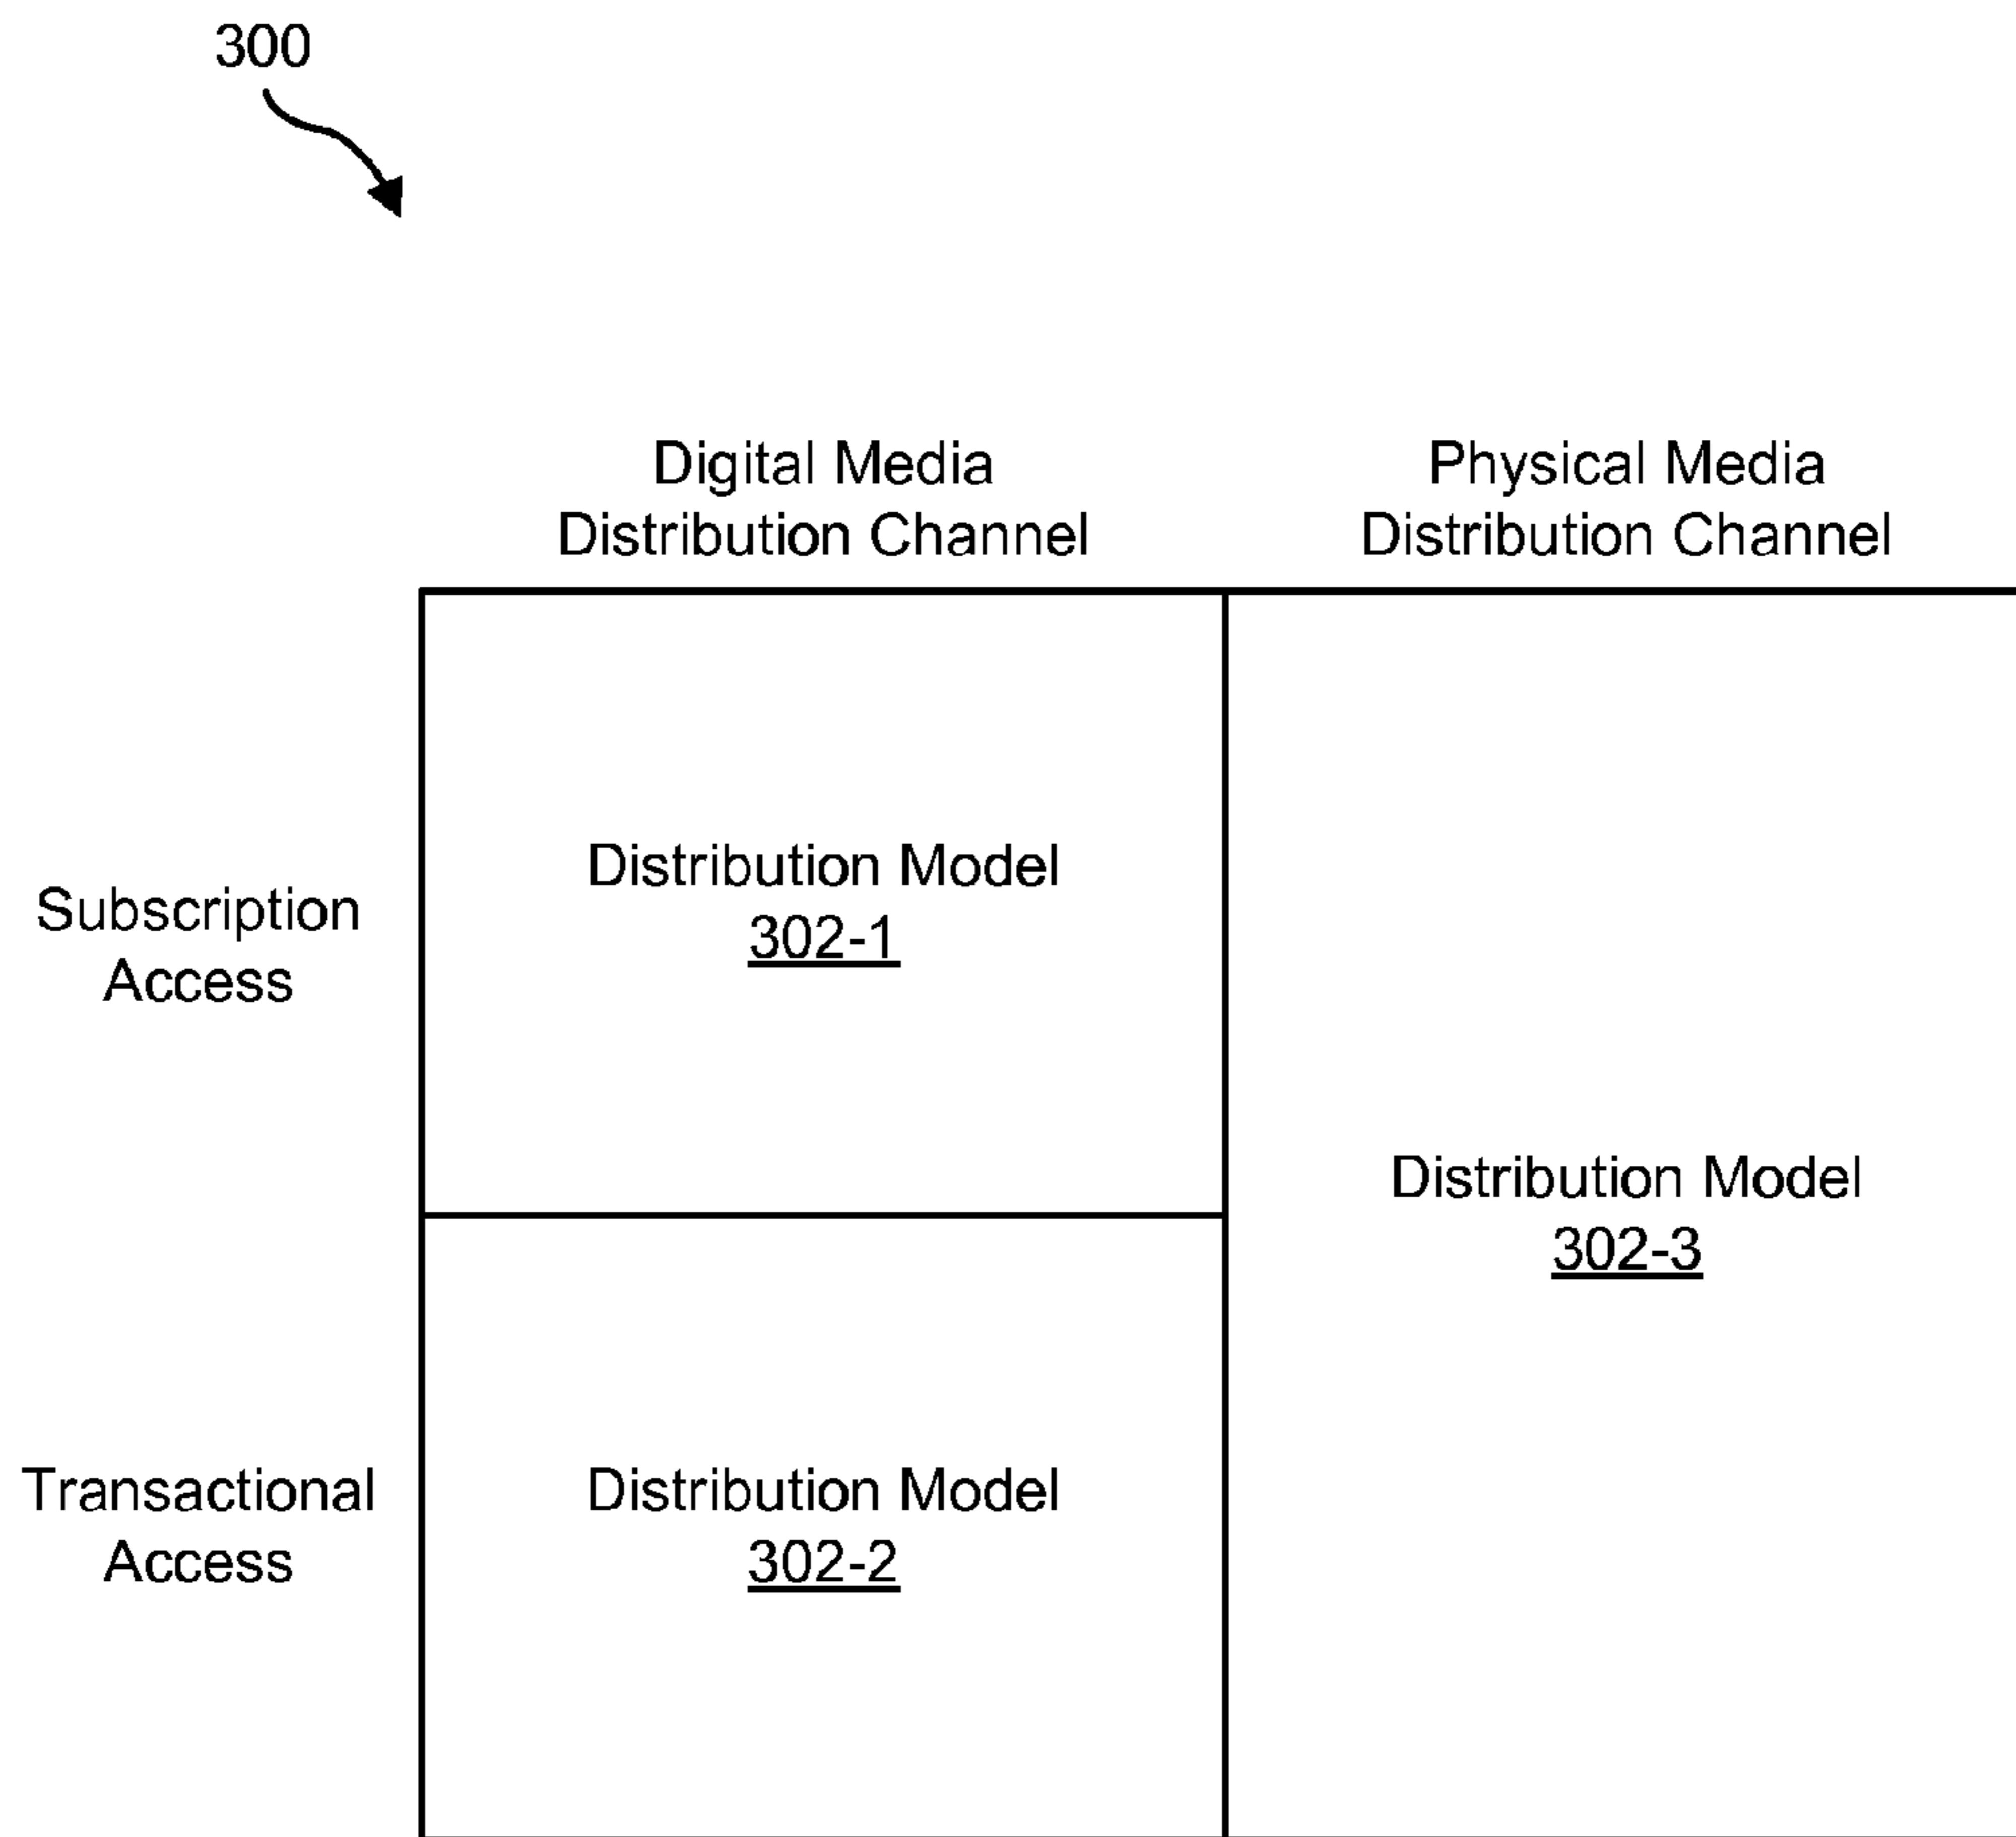 300
Digital Media
Distribution Channel
Physical Media
Distribution Channel
Subscription
Access
Distribution Model
302-1
Distribution Model
302-3
Transactional
Access
Distribution Model
302-2